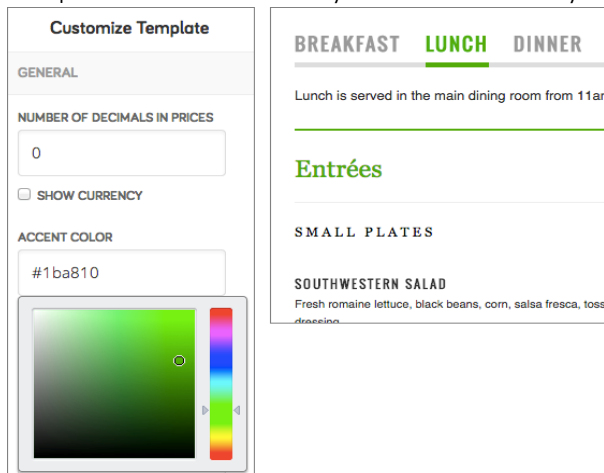 Customize Template
GENERAL
NUMBER OF DECIMALS IN PRICES
0
SHOW CURRENCY
ACCENT COLOR
#1ba810
BREAKFAST LUNCH DINNER
Lunch is served in the main dining room from 11am
Entrées
SMALL PLATES
SOUTHWESTERN SALAD
Fresh romaine lettuce, black beans, corn, salsa fresca, toss
dressing